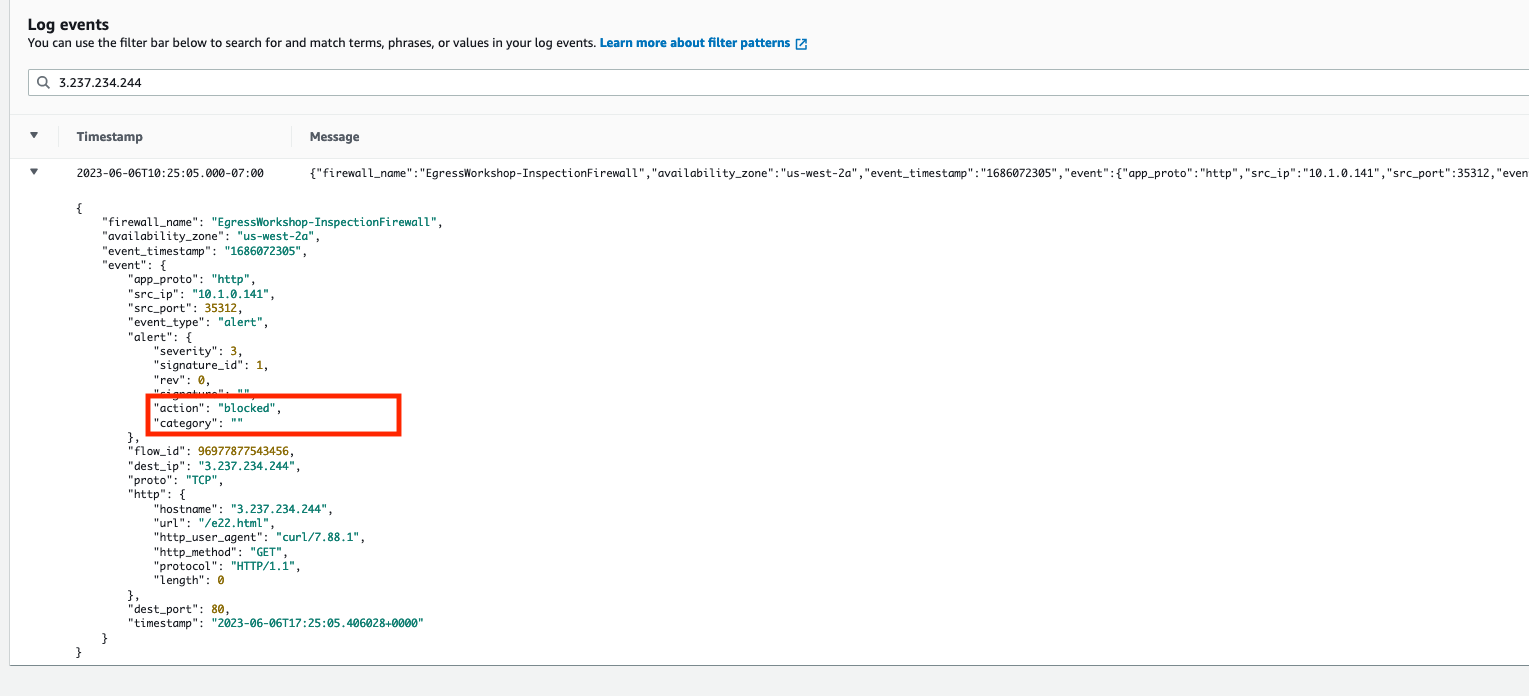 Log events
You can use the filter bar below to search for and match terms, phrases, or values in your log events. Learn more about filter patterns
3.237.234.244
Timestamp Message
2023-06-06T10:25:05.000-07:00 {"firewall_name":"EgressWorkshop-InspectionFirewall","availability_zone":"us-west-2a","event_timestamp":"1686072305","event":{"app_proto":"http","src_ip":"10.1.0.141","src_port":35312,"even
{
"firewall_name": "EgressWorkshop-InspectionFirewall",
"availability_zone": "us-west-2a",
"event_timestamp": "1686072305",
"event": {
"app_proto": "http",
"src_ip": "10.1.0.141",
"src_port": 35312,
"event_type": "alert",
"alert": {
"severity": 3,
"signature_id": 1,
"rev": 0,
"signature": "",
"action": "blocked",
"category": ""
},
"flow_id": 96977877543456,
"dest_ip": "3.237.234.244",
"proto": "TCP",
"http": {
"hostname": "3.237.234.244",
"url": "/e22.html",
"http_user_agent": "curl/7.88.1",
"http_method": "GET",
"protocol": "HTTP/1.1",
"length": 0
},
"dest_port": 80,
"timestamp": "2023-06-06T17:25:05.406028+0000"
}
}